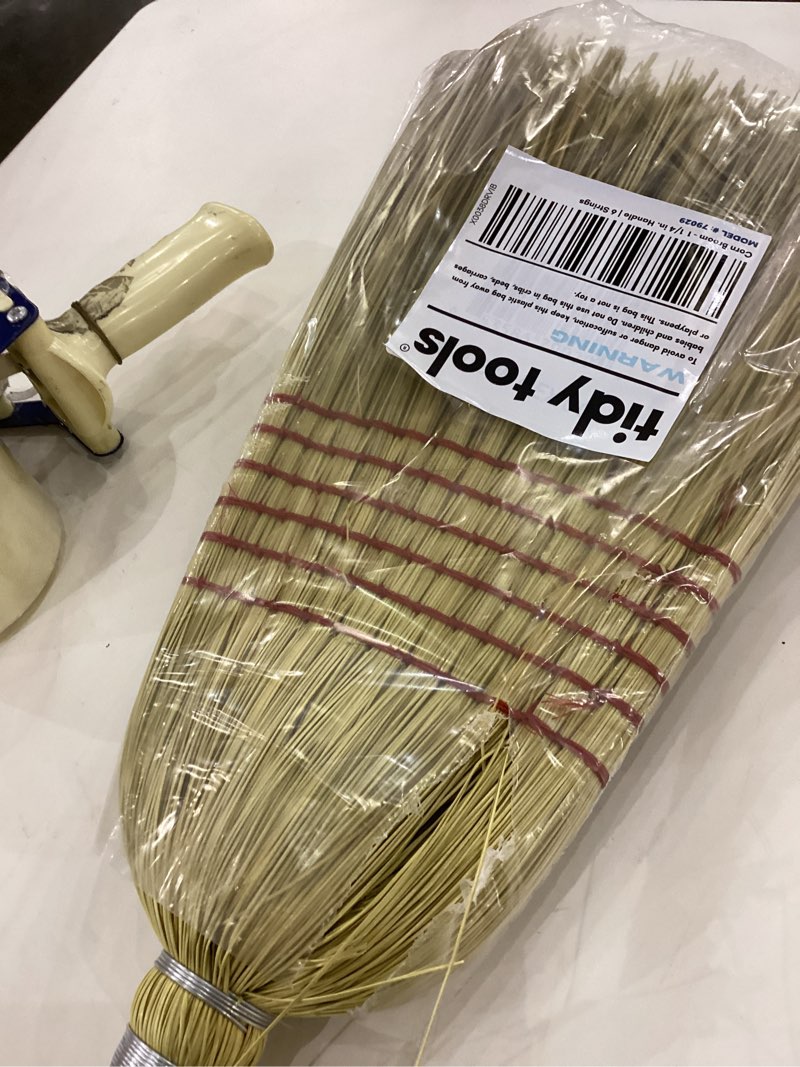 tidy tools®
WARNING
To avoid danger or suffocation, keep this plastic bag away from
babies and children. Do not use this bag in cribs, beds, carriages
or playpens. This bag is not a toy.
X0038DRVIB
Corn Broom - 1 1/4 in. Handle | 6 Strings
MODEL #: 79029